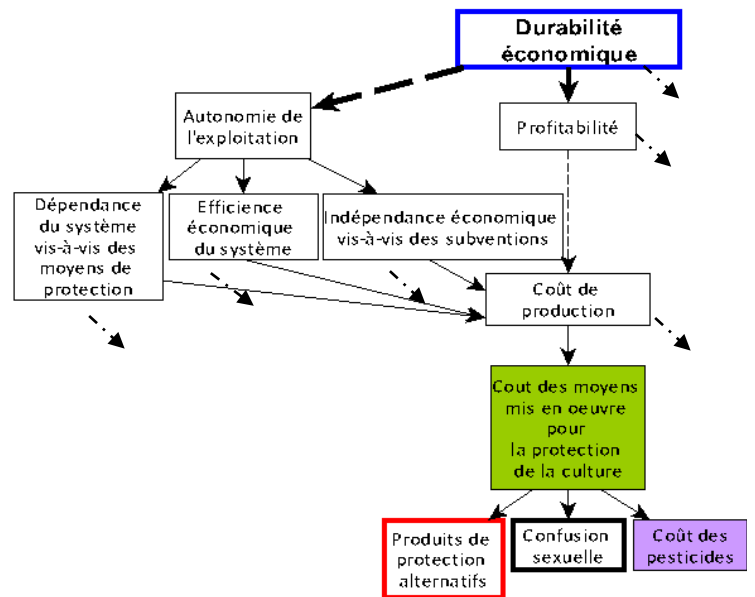 Durabilité
économique
Autonomie de
l'exploitation
Profitabilité
Dépendance
du système
vis-à-vis des
moyens de
protection
Efficience
économique
du système
Indépendance économique
vis-à-vis des subventions
Coût de
production
Cout des moyens
mis en oeuvre
pour
la protection
de la culture
Produits de
protection
alternatifs
Confusion
sexuelle
Coût des
pesticides